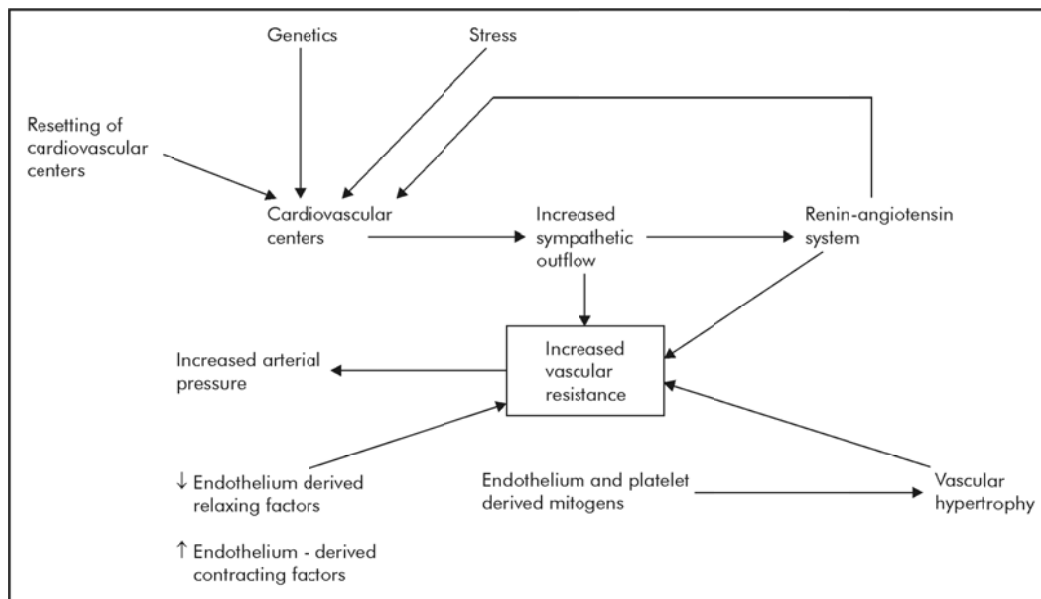 Genetics
Stress
Resetting of
cardiovascular
centers
Cardiovascular
centers
Increased
sympathetic
outflow
Renin-angiotensin
system
Increased arterial
pressure
Increased
vascular
resistance
↓ Endothelium derived
relaxing factors
↑ Endothelium - derived
contracting factors
Endothelium and platelet
derived mitogens
Vascular
hypertrophy